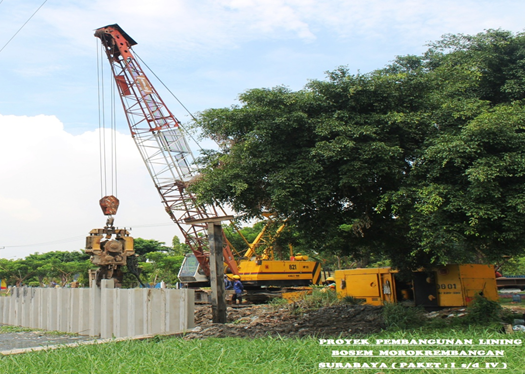 PROYEK PEMBANGUNAN LINING
BOSEM MOROKREMBANGAN
SURABAYA ( PAKET : I s/d IV )